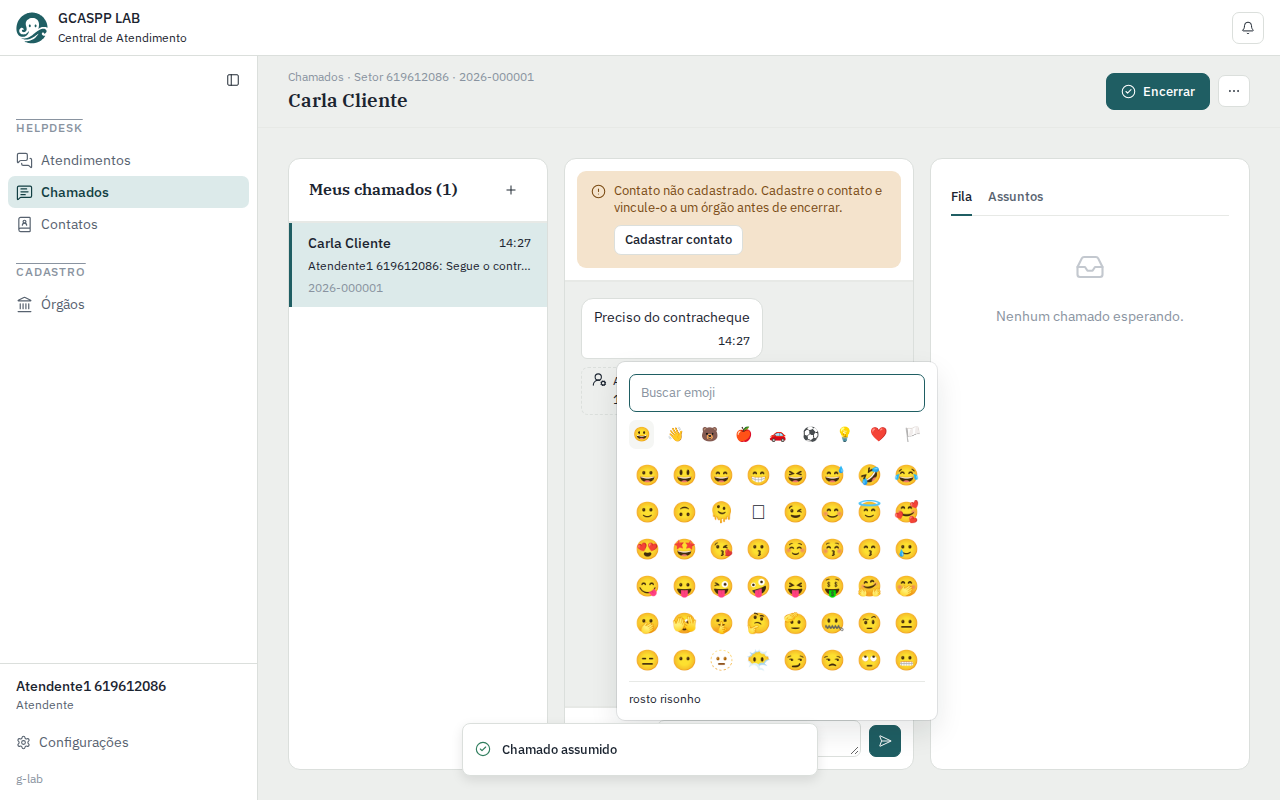 GCASPP LAB
Central de Atendimento
HELPDESK
Atendimentos
Chamados
Contatos
CADASTRO
Órgãos
Atendente1 619612086
Atendente
Configurações
g-lab
Chamados · Setor 619612086 · 2026-000001
Carla Cliente
Encerrar
Meus chamados (1)
Carla Cliente 14:27
Atendente1 619612086: Segue o contr...
2026-000001
Contato não cadastrado. Cadastre o contato e
vincule-o a um órgão antes de encerrar.
Cadastrar contato
Preciso do contracheque
14:27
Buscar emoji
rosto risonho
Chamado assumido
Fila Assuntos
Nenhum chamado esperando.